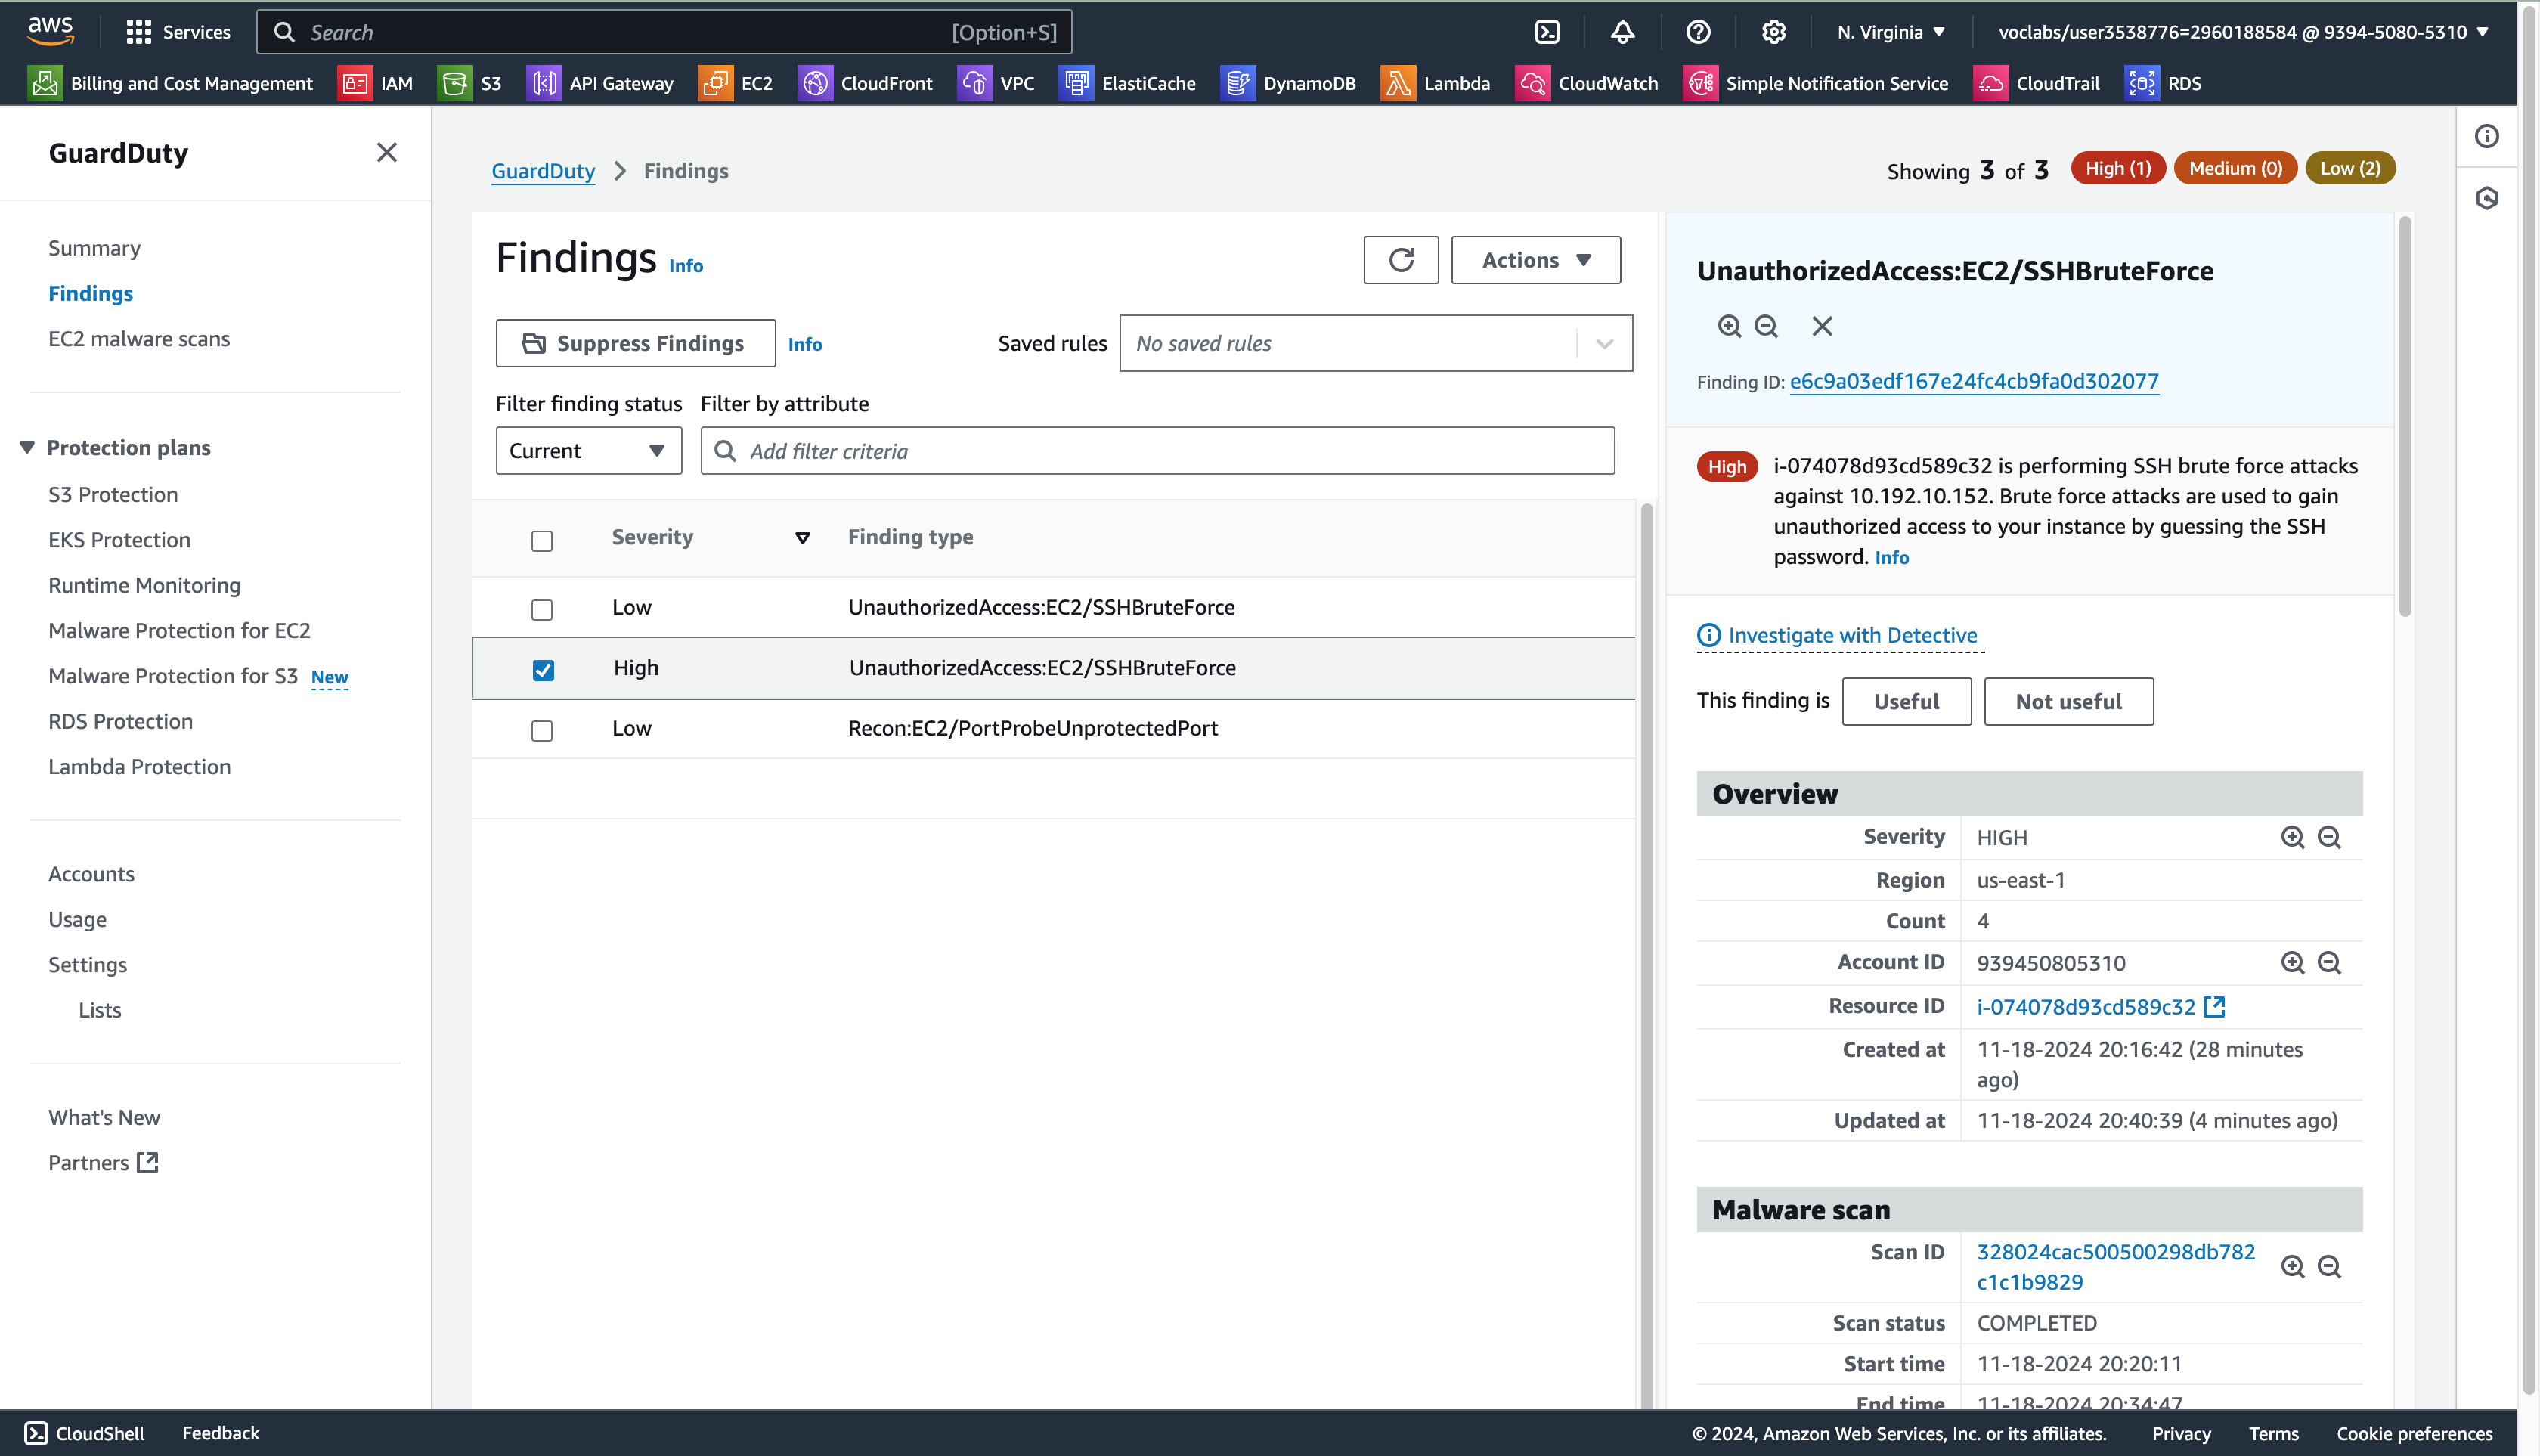 aws
Services
Search
[Option+S]
N. Virginia
voclabs/user3538776=2960188584 @ 9394-5080-5310
Billing and Cost Management
IAM
S3
API Gateway
EC2
CloudFront
VPC
ElastiCache
DynamoDB
Lambda
CloudWatch
Simple Notification Service
CloudTrail
RDS
GuardDuty
Summary
Findings
EC2 malware scans
Protection plans
S3 Protection
EKS Protection
Runtime Monitoring
Malware Protection for EC2
Malware Protection for S3 New
RDS Protection
Lambda Protection
Accounts
Usage
Settings
Lists
What's New
Partners
GuardDuty
Findings
Showing 3 of 3
High (1)
Medium (0)
Low (2)
Findings Info
Actions
Suppress Findings
Info
Saved rules
No saved rules
Filter finding status
Filter by attribute
Current
Add filter criteria
Severity
Finding type
Low
UnauthorizedAccess:EC2/SSHBruteForce
High
UnauthorizedAccess:EC2/SSHBruteForce
Low
Recon:EC2/PortProbeUnprotectedPort
UnauthorizedAccess:EC2/SSHBruteForce
Finding ID: e6c9a03edf167e24fc4cb9fa0d302077
High
i-074078d93cd589c32 is performing SSH brute force attacks
against 10.192.10.152. Brute force attacks are used to gain
unauthorized access to your instance by guessing the SSH
password. Info
Investigate with Detective
This finding is
Useful
Not useful
Overview
Severity
HIGH
Region
us-east-1
Count
4
Account ID
939450805310
Resource ID
i-074078d93cd589c32
Created at
11-18-2024 20:16:42 (28 minutes
ago)
Updated at
11-18-2024 20:40:39 (4 minutes ago)
Malware scan
Scan ID
328024cac500500298db782
c1c1b9829
Scan status
COMPLETED
Start time
11-18-2024 20:20:11
End time
11-18-2024 20:34:47
CloudShell
Feedback
© 2024, Amazon Web Services, Inc. or its affiliates.
Privacy
Terms
Cookie preferences